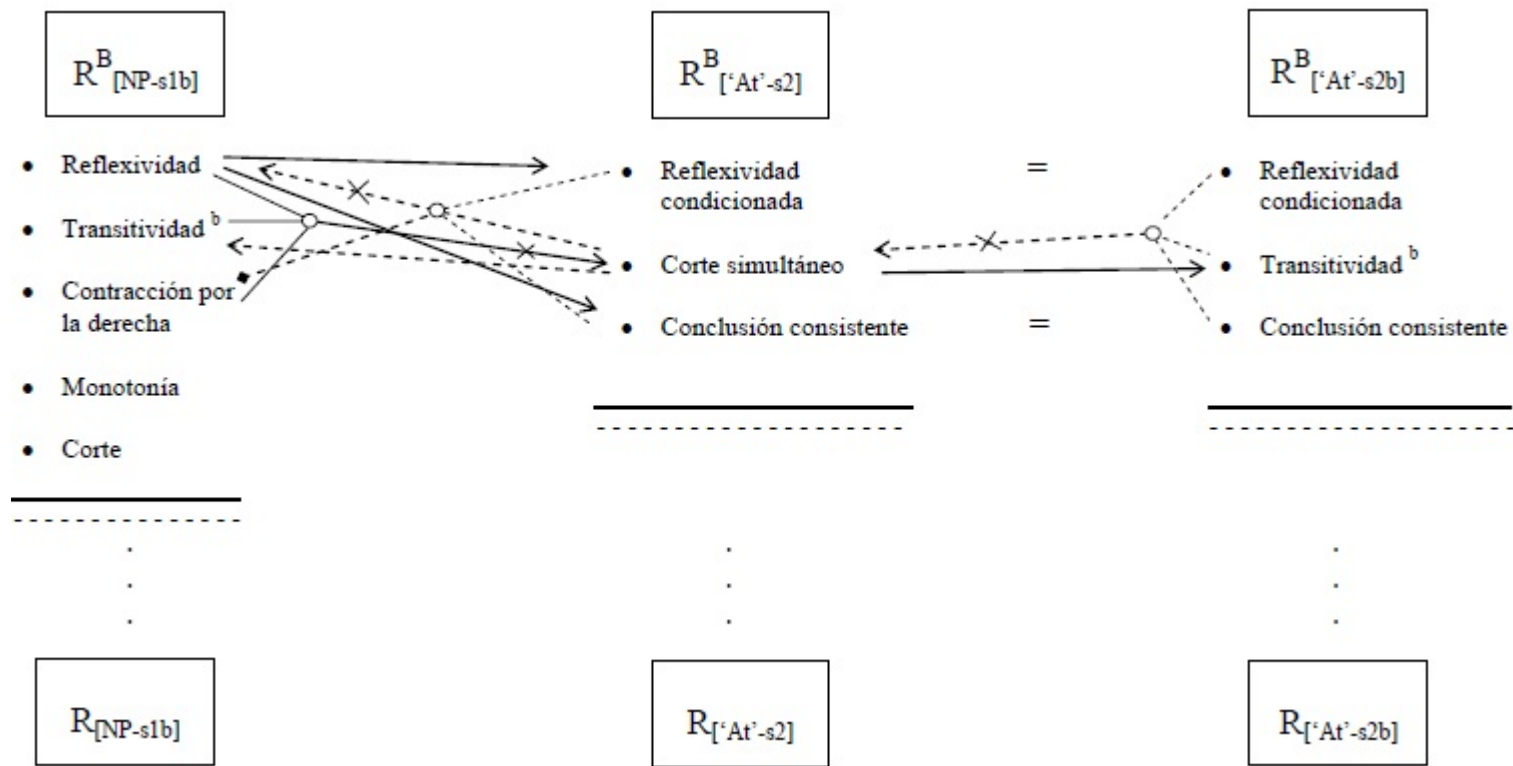 R^B_[NP-s1b]
R^B_['At'-s2]
R^B_['At'-s2b]
• Reflexividad
• Transitividad ^b
• Contracción por
la derecha
• Monotonía
• Corte
• Reflexividad
condicionada
• Corte simultáneo
• Conclusión consistente
=
=
• Reflexividad
condicionada
• Transitividad ^b
• Conclusión consistente
R_[NP-s1b]
R_['At'-s2]
R_['At'-s2b]